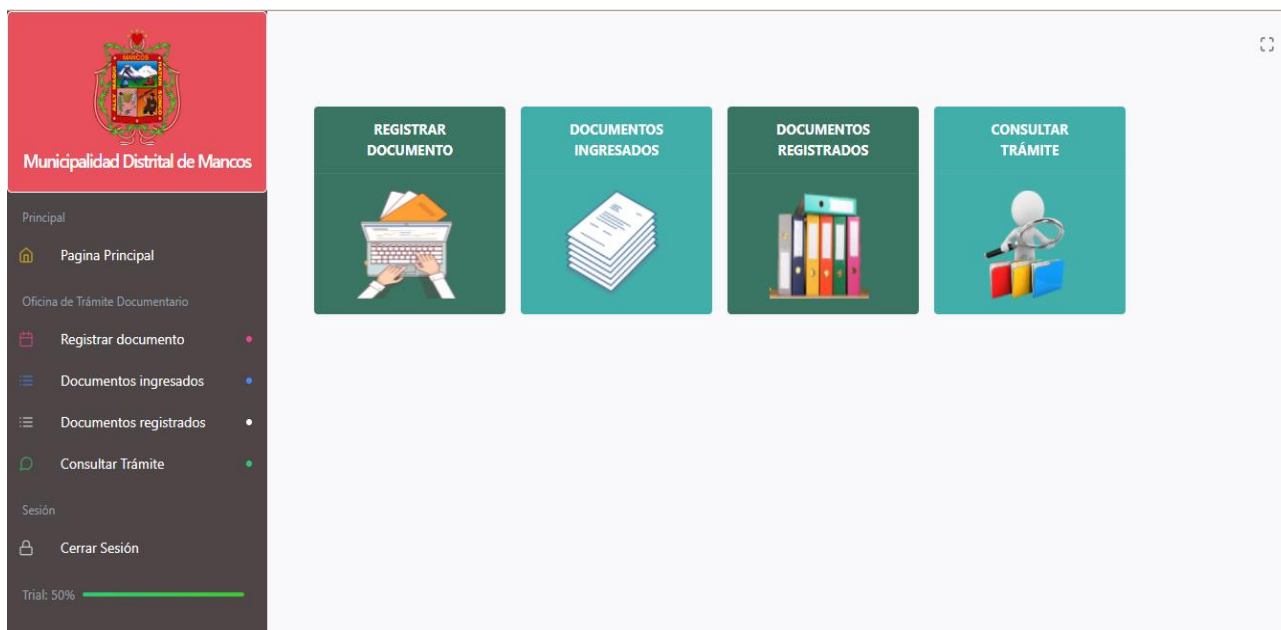 MANCOS
Municipalidad Distrital de Mancos
Principal
Pagina Principal
Oficina de Trámite Documentario
Registrar documento
Documentos ingresados
Documentos registrados
Consultar Trámite
Sesión
Cerrar Sesión
Trial: 50%
REGISTRAR
DOCUMENTO
DOCUMENTOS
INGRESADOS
DOCUMENTOS
REGISTRADOS
CONSULTAR
TRÁMITE